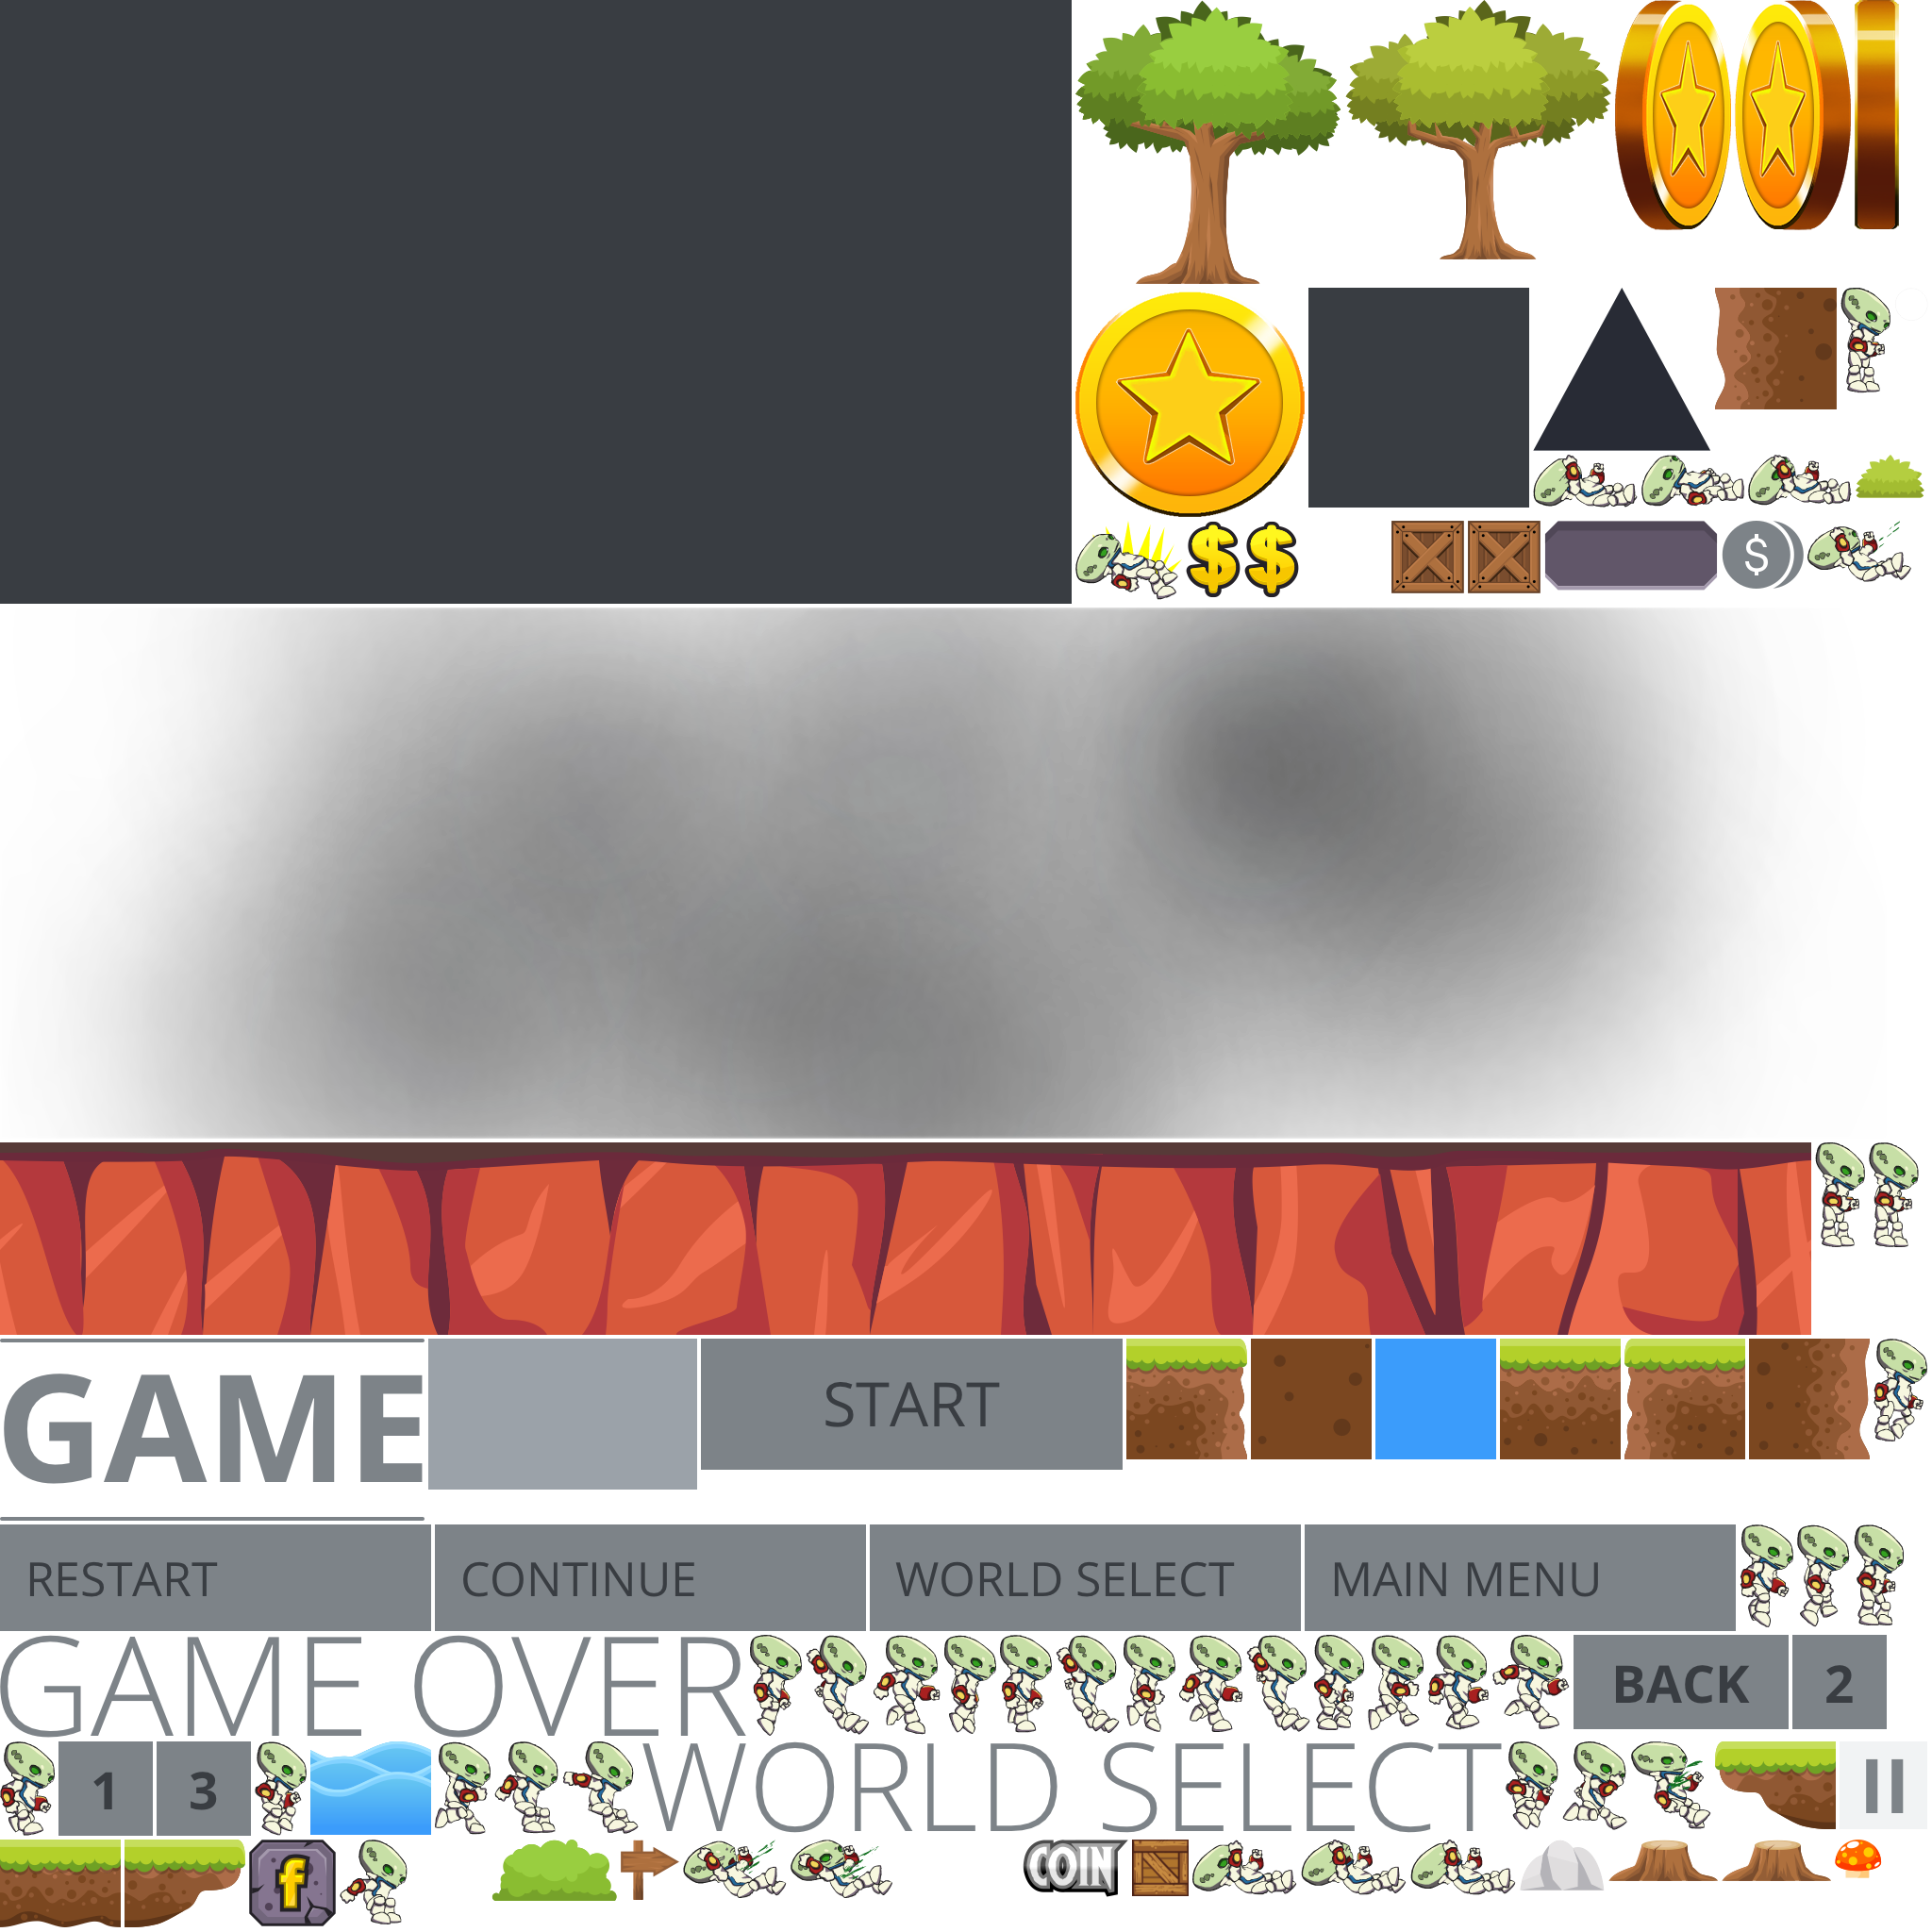 $ $ $
GAME
START
RESTART CONTINUE WORLD SELECT MAIN MENU
GAME OVER BACK 2
1 3 WORLD SELECT
f COIN